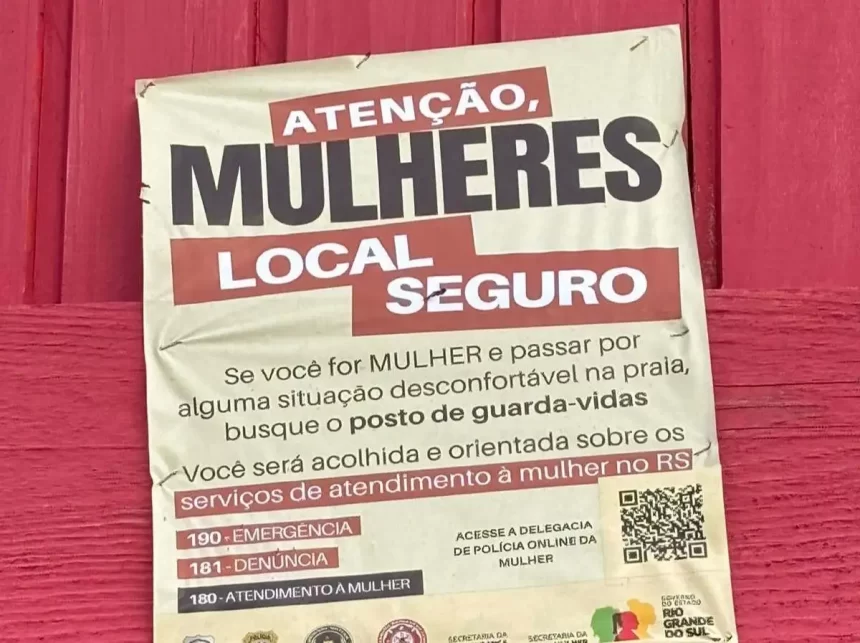 ATENÇÃO,
MULHERES
LOCAL
SEGURO
Se você for MULHER e passar por
alguma situação desconfortável na praia,
busque o posto de guarda-vidas
Você será acolhida e orientada sobre os
serviços de atendimento à mulher no RS
190 - EMERGÊNCIA
181 - DENÚNCIA
180 - ATENDIMENTO À MULHER
ACESSE A DELEGACIA
DE POLÍCIA ONLINE DA
MULHER
SECRETARIA DA
SECRETARIA DA
GOVERNO
DO ESTADO
RIO
GRANDE
DO SUL